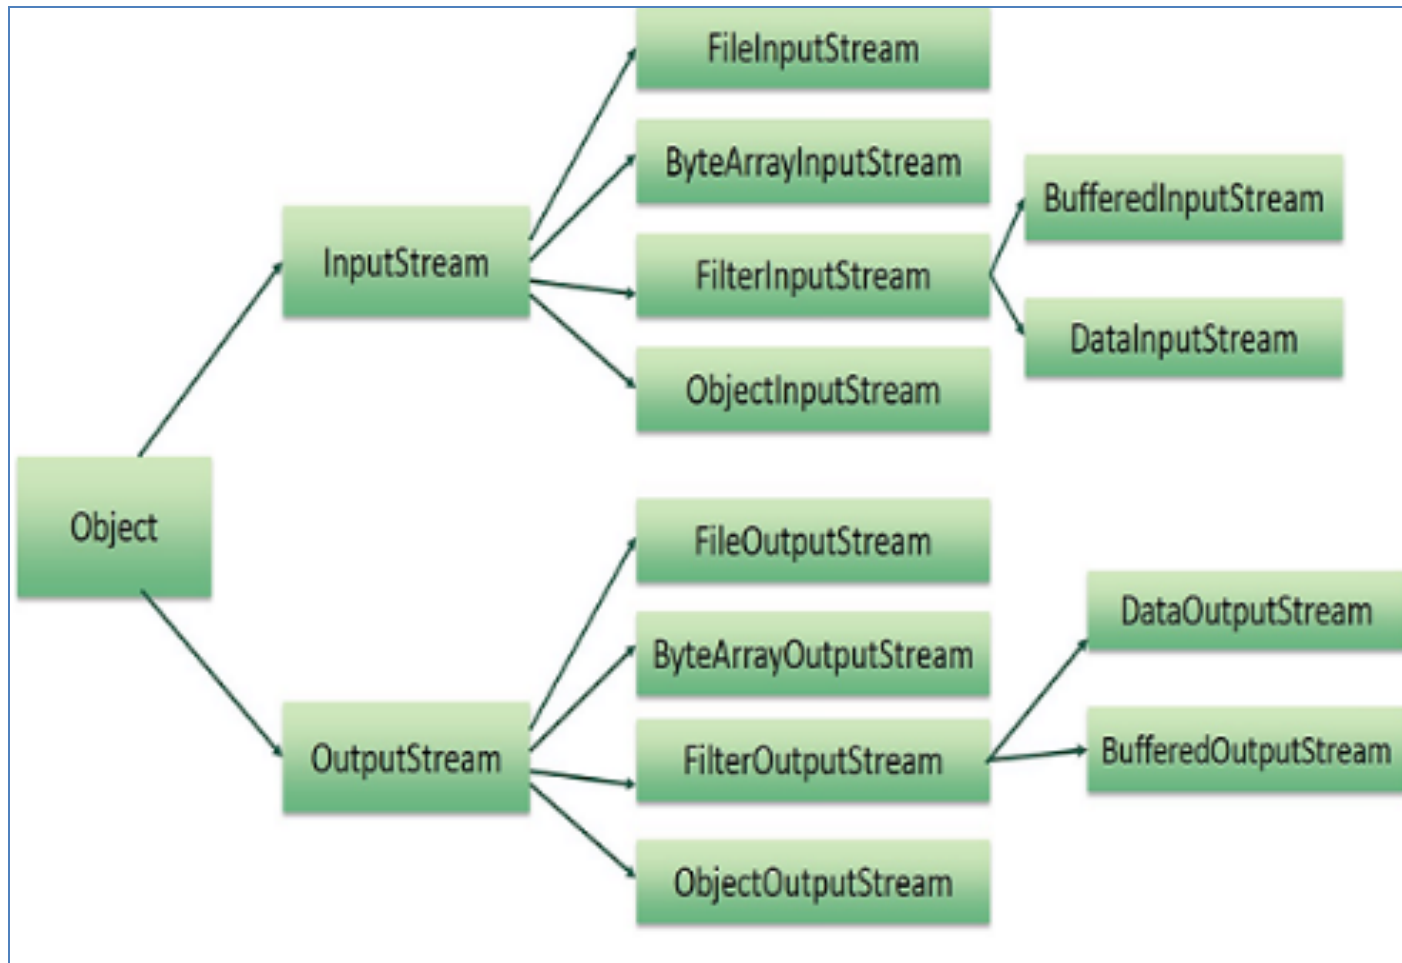 FileInputStream
ByteArrayInputStream
BufferedInputStream
InputStream
FilterInputStream
DataInputStream
ObjectInputStream
Object
FileOutputStream
DataOutputStream
ByteArrayOutputStream
OutputStream
FilterOutputStream
BufferedOutputStream
ObjectOutputStream